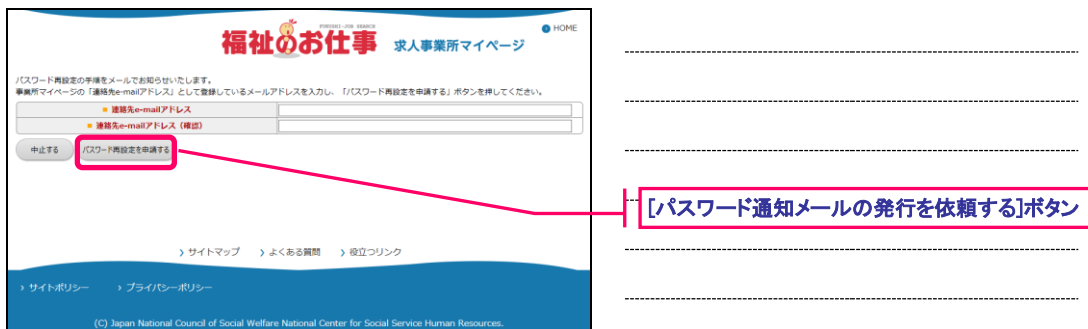 FUKUSHI-JOB SEARCH
HOME
福祉のお仕事 求人事業所マイページ
パスワード再設定の手順をメールでお知らせいたします。
事業所マイページの「連絡先e-mailアドレス」として登録しているメールアドレスを入力し、「パスワード再設定を申請する」ボタンを押してください。
連絡先e-mailアドレス
連絡先e-mailアドレス（確認）
中止する パスワード再設定を申請する
[パスワード通知メールの発行を依頼する]ボタン
サイトマップ よくある質問 役立つリンク
サイトポリシー プライバシーポリシー
(C) Japan National Council of Social Welfare National Center for Social Service Human Resources.